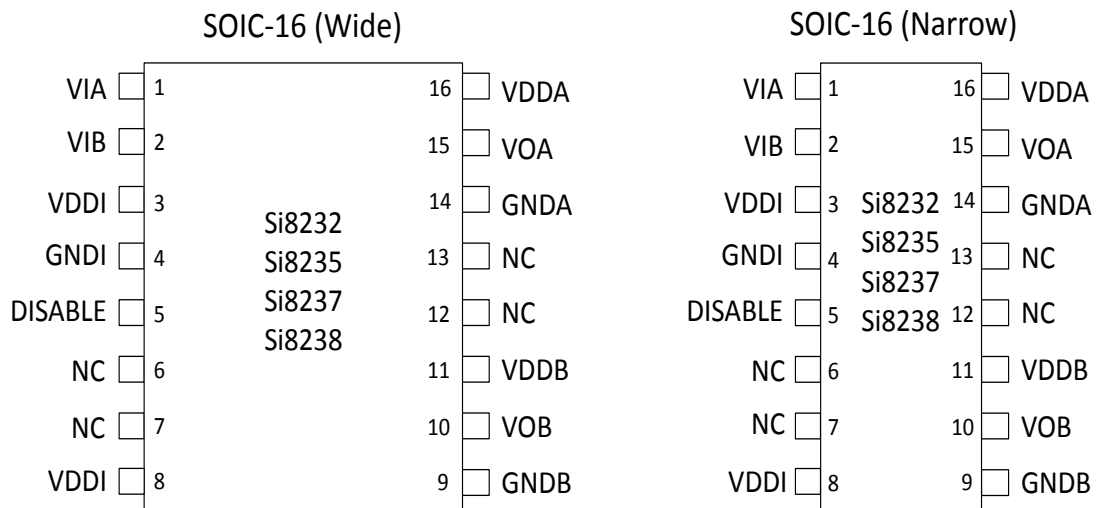 SOIC-16 (Wide)
VIA 1 16 VDDA
VIB 2 15 VOA
VDDI 3 14 GNDA
GNDI 4 13 NC
DISABLE 5 12 NC
NC 6 11 VDDB
NC 7 10 VOB
VDDI 8 9 GNDB
Si8232
Si8235
Si8237
Si8238
SOIC-16 (Narrow)
VIA 1 16 VDDA
VIB 2 15 VOA
VDDI 3 14 GNDA
GNDI 4 13 NC
DISABLE 5 12 NC
NC 6 11 VDDB
NC 7 10 VOB
VDDI 8 9 GNDB
Si8232
Si8235
Si8237
Si8238